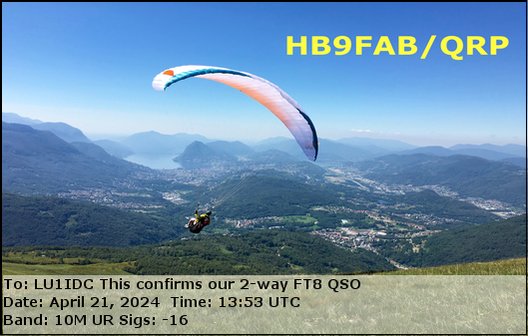 HB9FAB/QRP
To: LU1IDC This confirms our 2-way FT8 QSO
Date: April 21, 2024 Time: 13:53 UTC
Band: 10M UR Sigs: -16